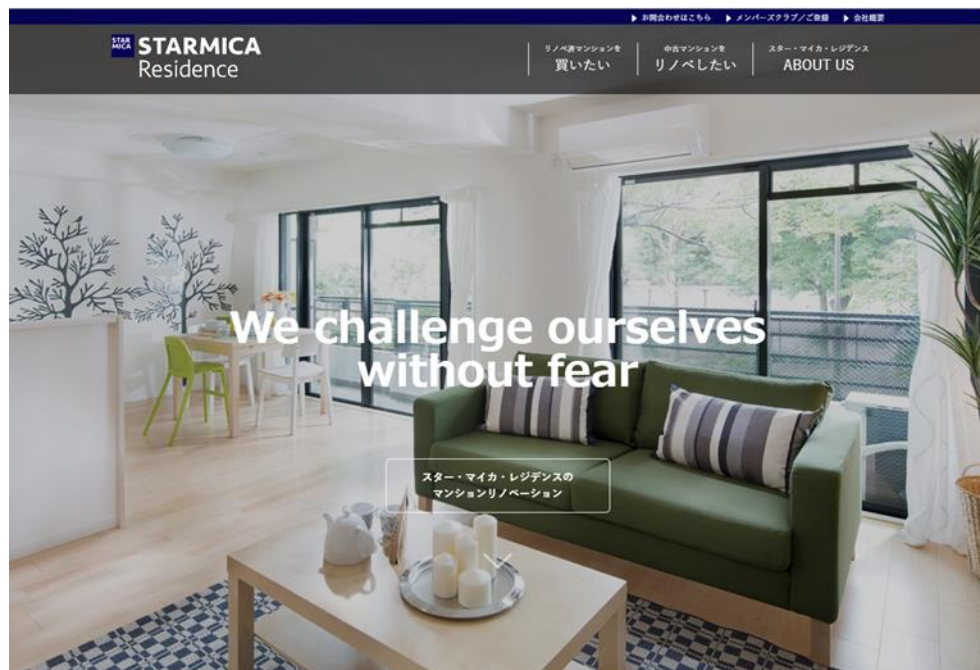 ▶ お問合わせはこちら ▶ メンバーズクラブ／ご登録 ▶ 会社概要
STAR
MICA
STARMICA
Residence
リノベ済マンションを
買いたい
中古マンションを
リノベしたい
スター・マイカ・レジデンス
ABOUT US
We challenge ourselves
without fear
スター・マイカ・レジデンスの
マンションリノベーション